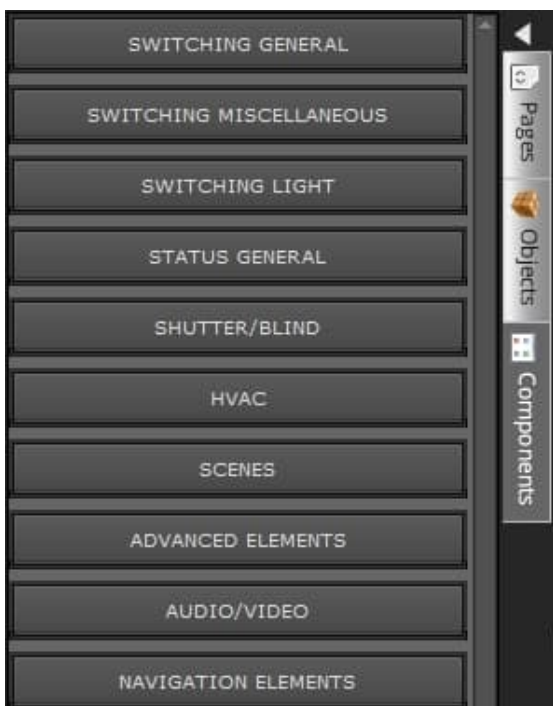 SWITCHING GENERAL
SWITCHING MISCELLANEOUS
SWITCHING LIGHT
STATUS GENERAL
SHUTTER/BLIND
HVAC
SCENES
ADVANCED ELEMENTS
AUDIO/VIDEO
NAVIGATION ELEMENTS
Pages
Objects
Components